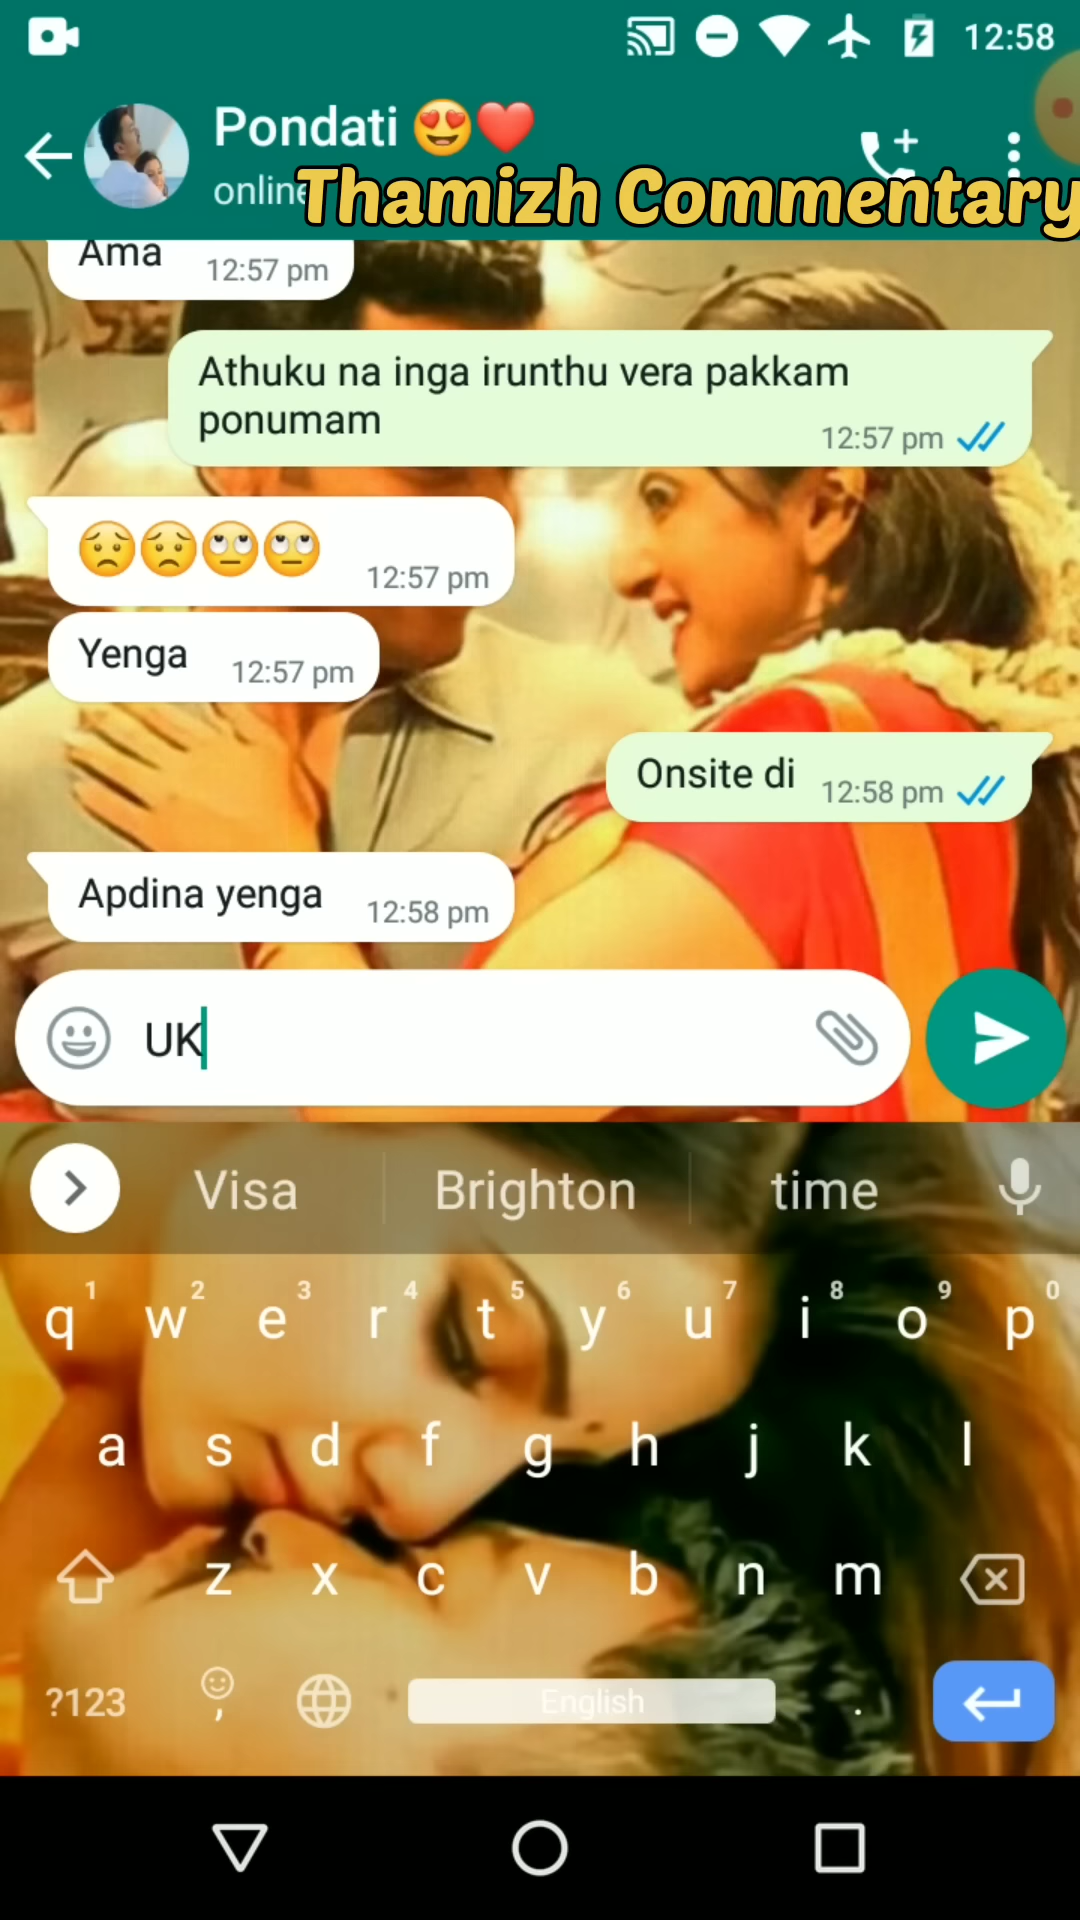 12:58
Pondati 😍❤️
online
Thamizh Commentary
Ama 12:57 pm
Athuku na inga irunthu vera pakkam
ponumam 12:57 pm
😟😟🙄🙄 12:57 pm
Yenga 12:57 pm
Onsite di 12:58 pm
Apdina yenga 12:58 pm
UK
Visa Brighton time
1 2 3 4 5 6 7 8 9 0
q w e r t y u i o p
a s d f g h j k l
z x c v b n m
?123 , English .